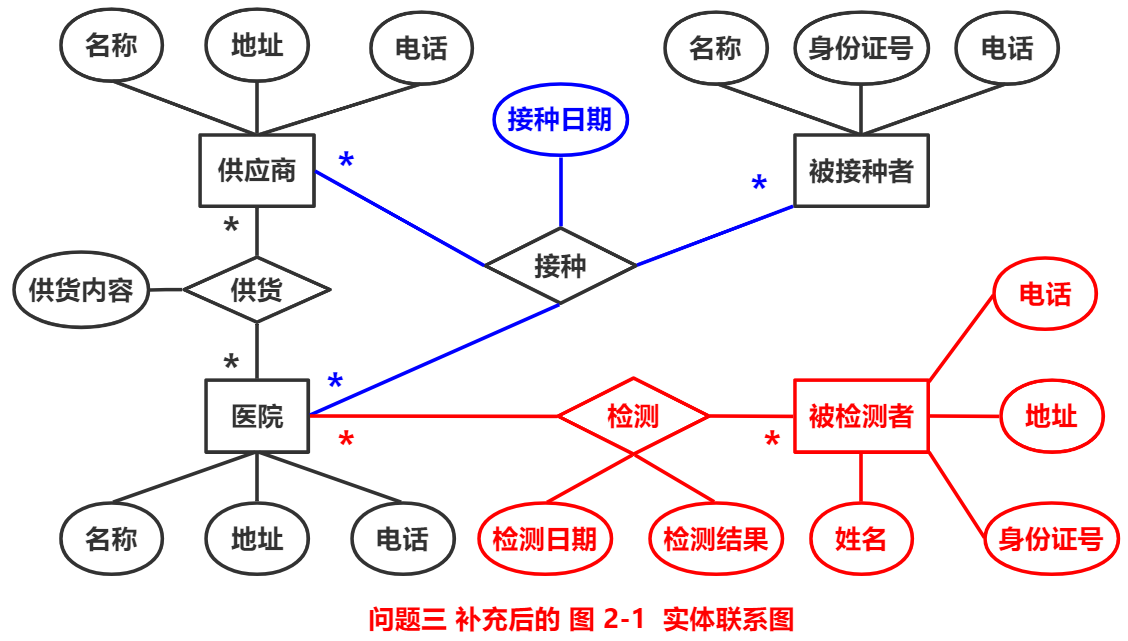 名称
地址
电话
名称
身份证号
电话
接种日期
供应商
*
*
被接种者
*
接种
供货内容
供货
电话
*
*
医院
检测
被检测者
地址
*
*
名称
地址
电话
检测日期
检测结果
姓名
身份证号
问题三 补充后的 图 2-1 实体联系图